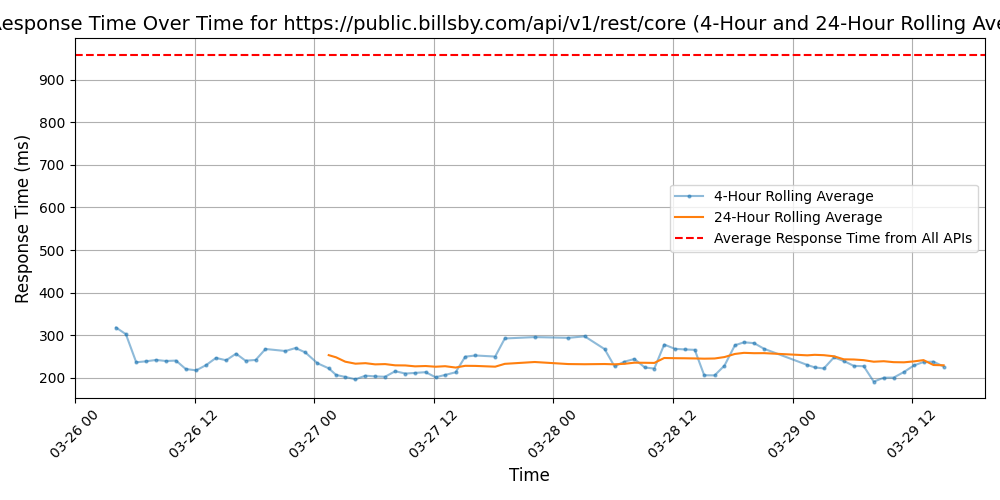 Response Time Over Time for https://public.billsby.com/api/v1/rest/core (4-Hour and 24-Hour Rolling Ave
Response Time (ms)
900
800
700
600
500
400
300
200
4-Hour Rolling Average
24-Hour Rolling Average
Average Response Time from All APIs
03-26 00
03-26 12
03-27 00
03-27 12
03-28 00
03-28 12
03-29 00
03-29 12
Time